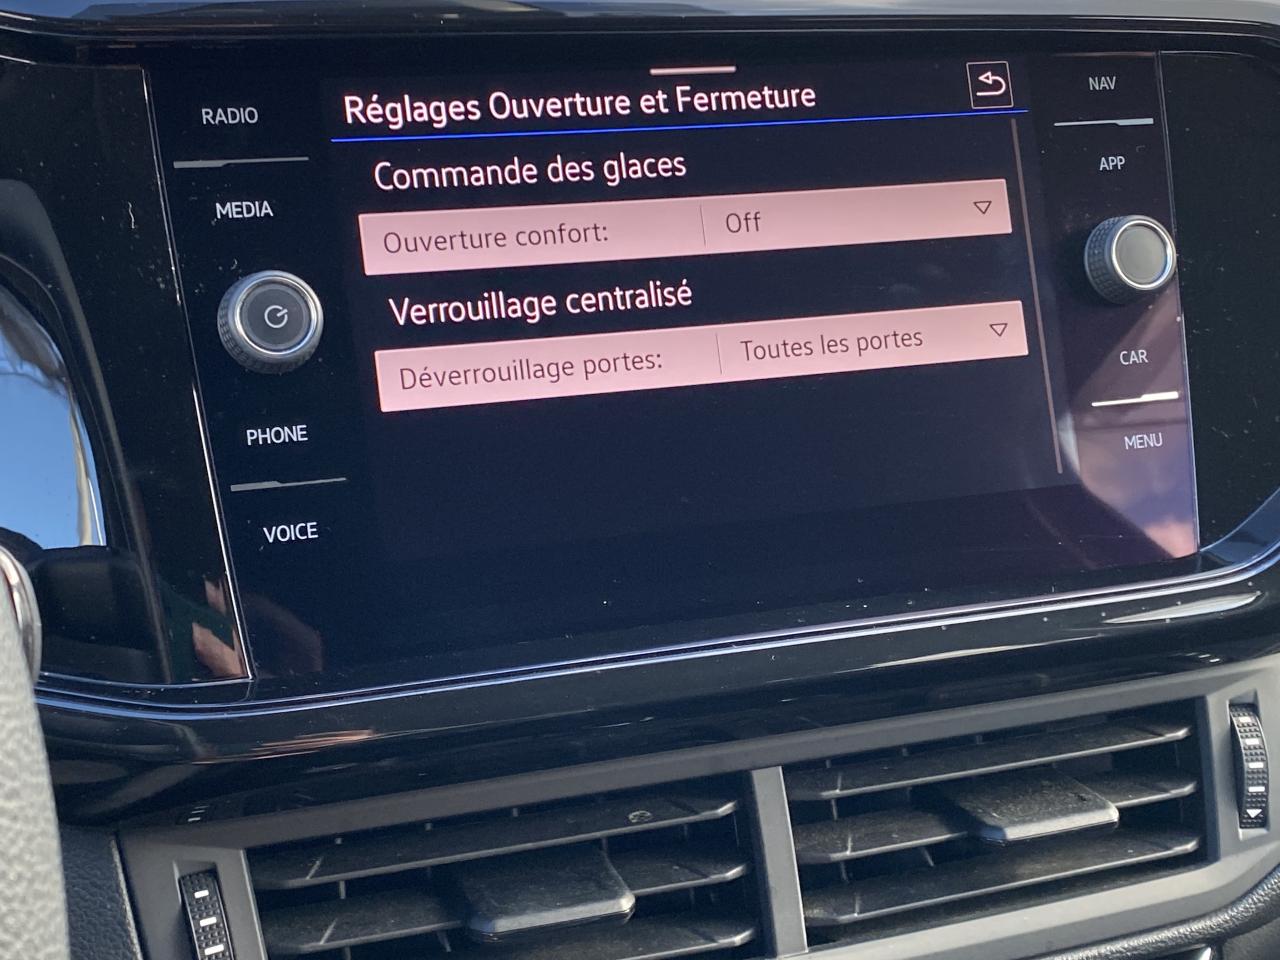 RADIO
MEDIA
PHONE
VOICE
Réglages Ouverture et Fermeture
Commande des glaces
Ouverture confort: Off
Verrouillage centralisé
Déverrouillage portes: Toutes les portes
NAV
APP
CAR
MENU